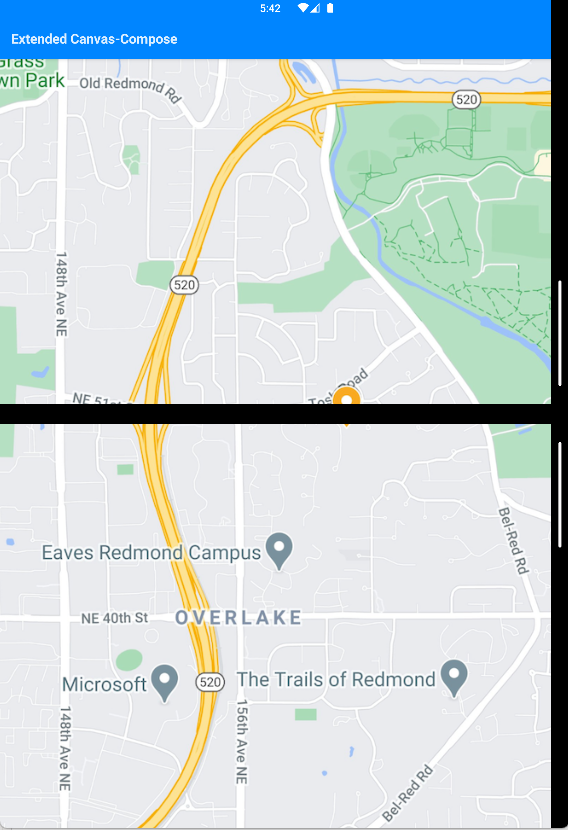 5:42
Extended Canvas-Compose
Grass
wn Park
Old Redmond Rd
520
148th Ave NE
520
NE 51st
Road
Eaves Redmond Campus
Bel-Red Rd
NE 40th St
OVERLAKE
Microsoft
520
The Trails of Redmond
148th Ave NE
156th Ave NE
Bel-Red Rd